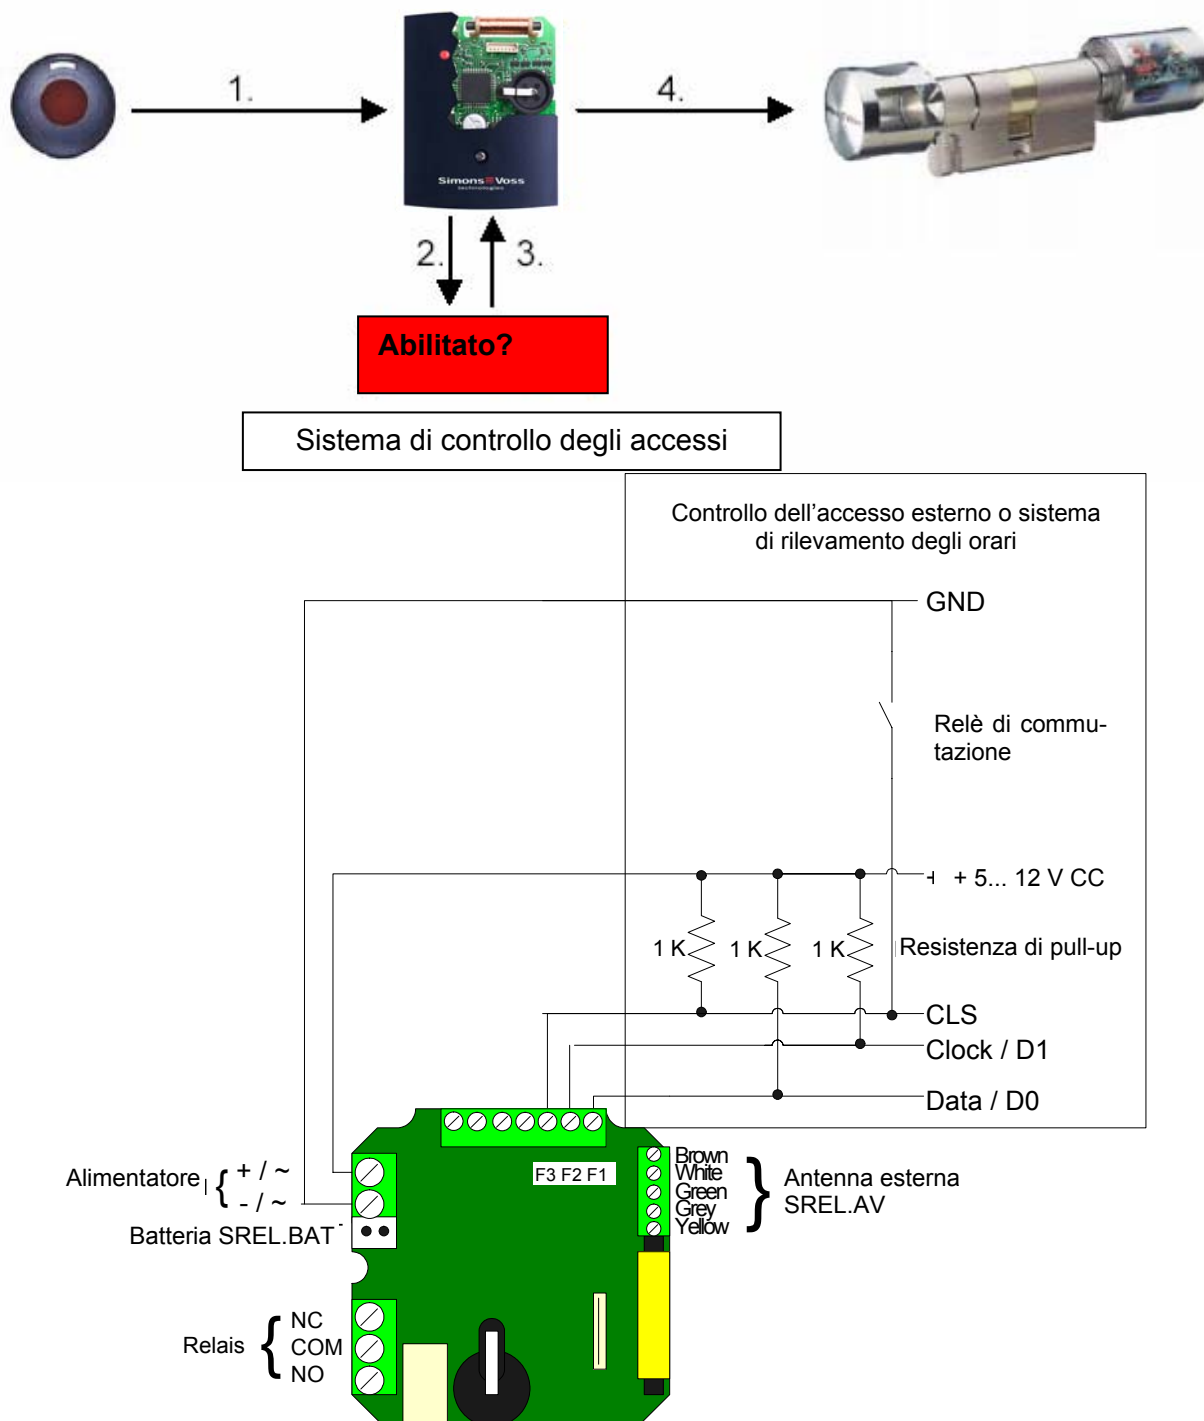 1.
4.
Simons Voss
technologies
2.
3.
Abilitato?
Sistema di controllo degli accessi
Controllo dell'accesso esterno o sistema
di rilevamento degli orari
GND
Relè di commu-
tazione
+ 5... 12 V CC
1 K
1 K
1 K
Resistenza di pull-up
CLS
Clock / D1
Data / D0
F3 F2 F1
Brown
White
Green
Grey
Yellow
Antenna esterna
SREL.AV
Alimentatore
+ / ~
- / ~
Batteria SREL.BAT
Relais
NC
COM
NO